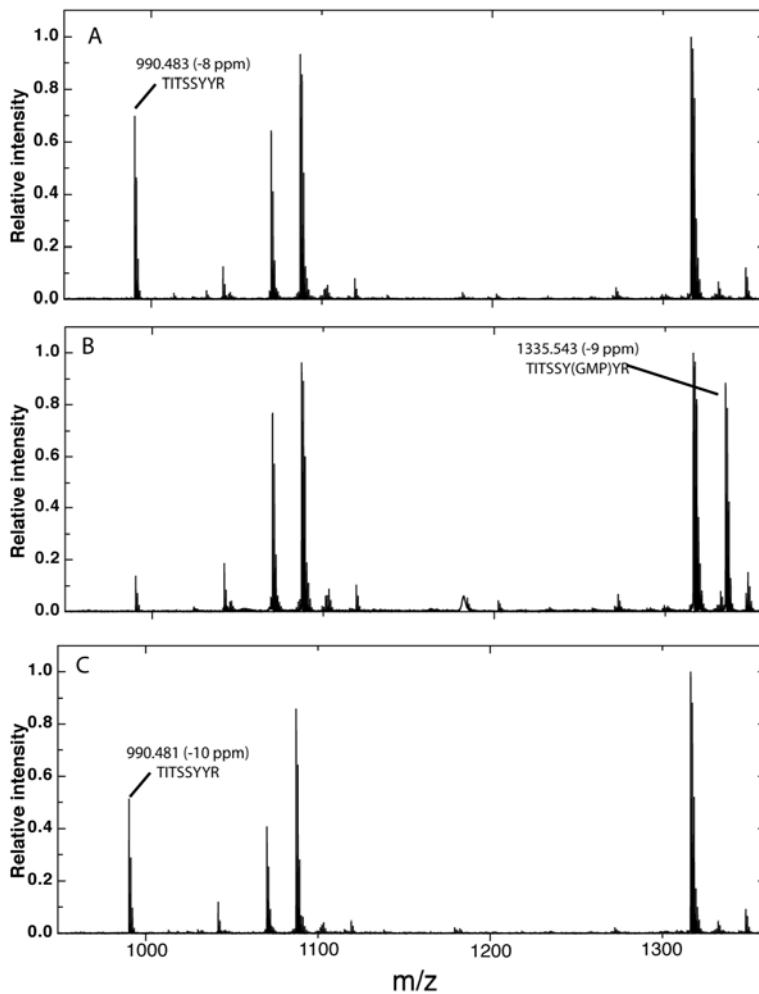 A
990.483 (-8 ppm)
TITSSYYR
Relative intensity
1.0
0.8
0.6
0.4
0.2
0.0
B
1335.543 (-9 ppm)
TITSSY(GMP)YR
Relative intensity
1.0
0.8
0.6
0.4
0.2
0.0
C
990.481 (-10 ppm)
TITSSYYR
Relative intensity
1.0
0.8
0.6
0.4
0.2
0.0
1000 1100 1200 1300
m/z